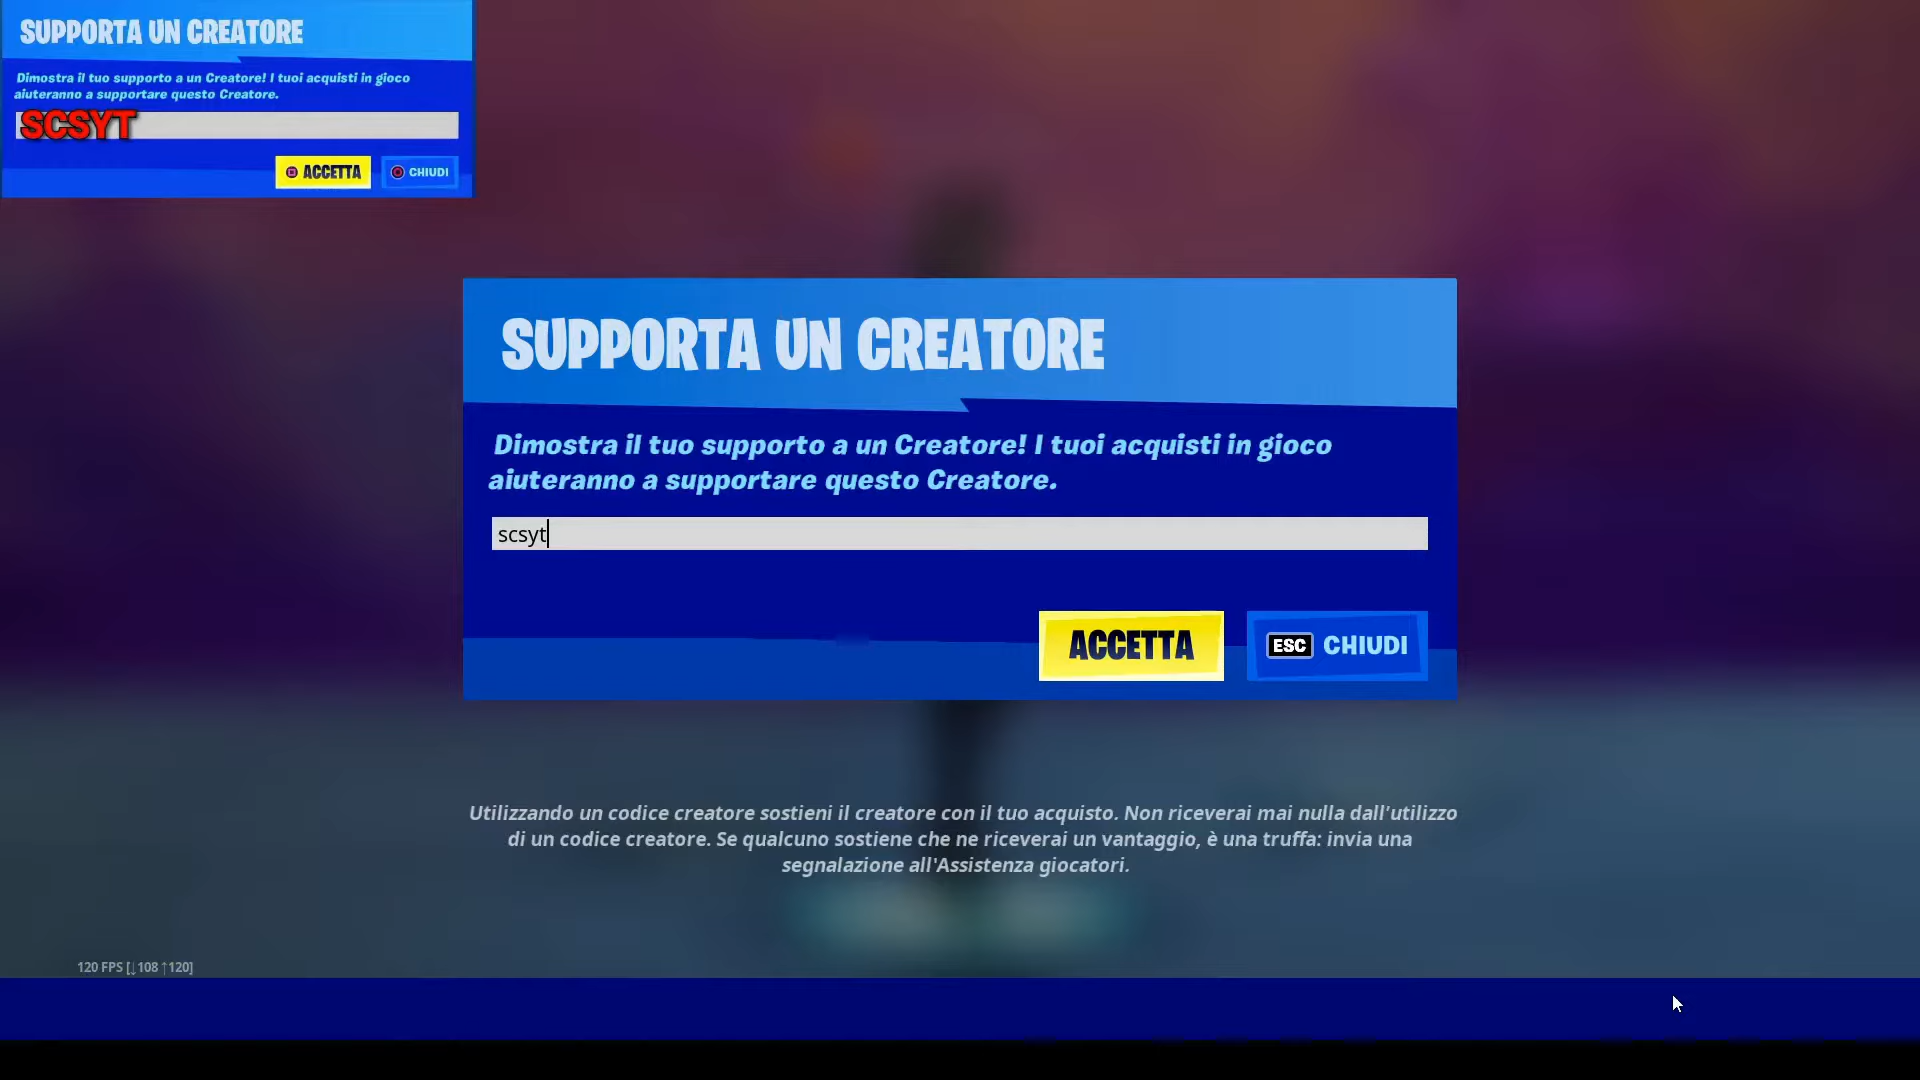 SUPPORTA UN CREATORE
Dimostra il tuo supporto a un Creatore! I tuoi acquisti in gioco
aiuteranno a supportare questo Creatore.
SCSYT
ACCETTA CHIUDI
SUPPORTA UN CREATORE
Dimostra il tuo supporto a un Creatore! I tuoi acquisti in gioco
aiuteranno a supportare questo Creatore.
scsyt
ACCETTA ESC CHIUDI
Utilizzando un codice creatore sostieni il creatore con il tuo acquisto. Non riceverai mai nulla dall'utilizzo
di un codice creatore. Se qualcuno sostiene che ne riceverai un vantaggio, è una truffa: invia una
segnalazione all'Assistenza giocatori.
120 FPS [↓108 ↑120]